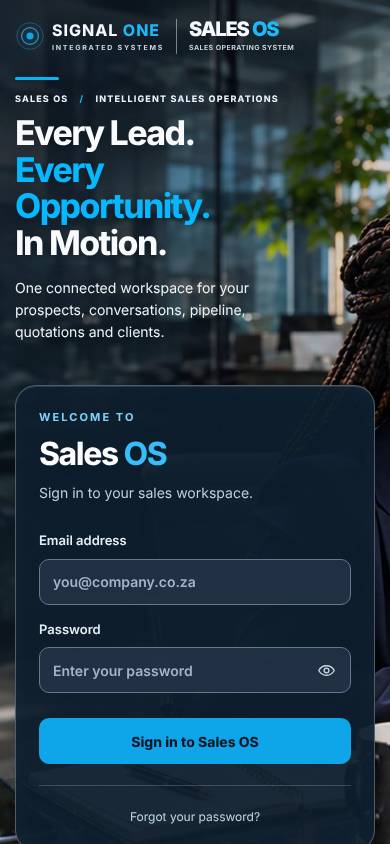 SIGNAL ONE
INTEGRATED SYSTEMS
SALES OS
SALES OPERATING SYSTEM
SALES OS / INTELLIGENT SALES OPERATIONS
Every Lead.
Every
Opportunity.
In Motion.
One connected workspace for your
prospects, conversations, pipeline,
quotations and clients.
WELCOME TO
Sales OS
Sign in to your sales workspace.
Email address
you@company.co.za
Password
Enter your password
Sign in to Sales OS
Forgot your password?